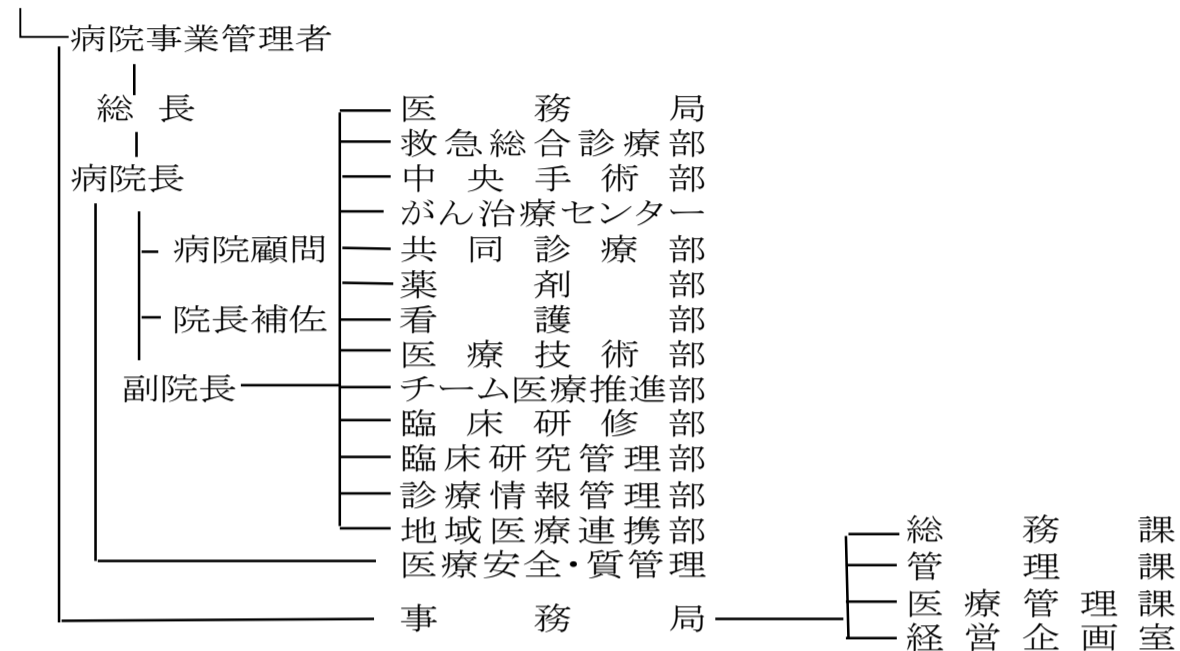 病院事業管理者
総長
病院長
病院顧問
院長補佐
副院長
医務局
救急総合診療部
中央手術部
がん治療センター
共同診療部
薬剤部
看護部
医療技術部
チーム医療推進部
臨床研修部
臨床研究管理部
診療情報管理部
地域医療連携部
医療安全・質管理
事務局
総務課
管理課
医療管理課
経営企画室